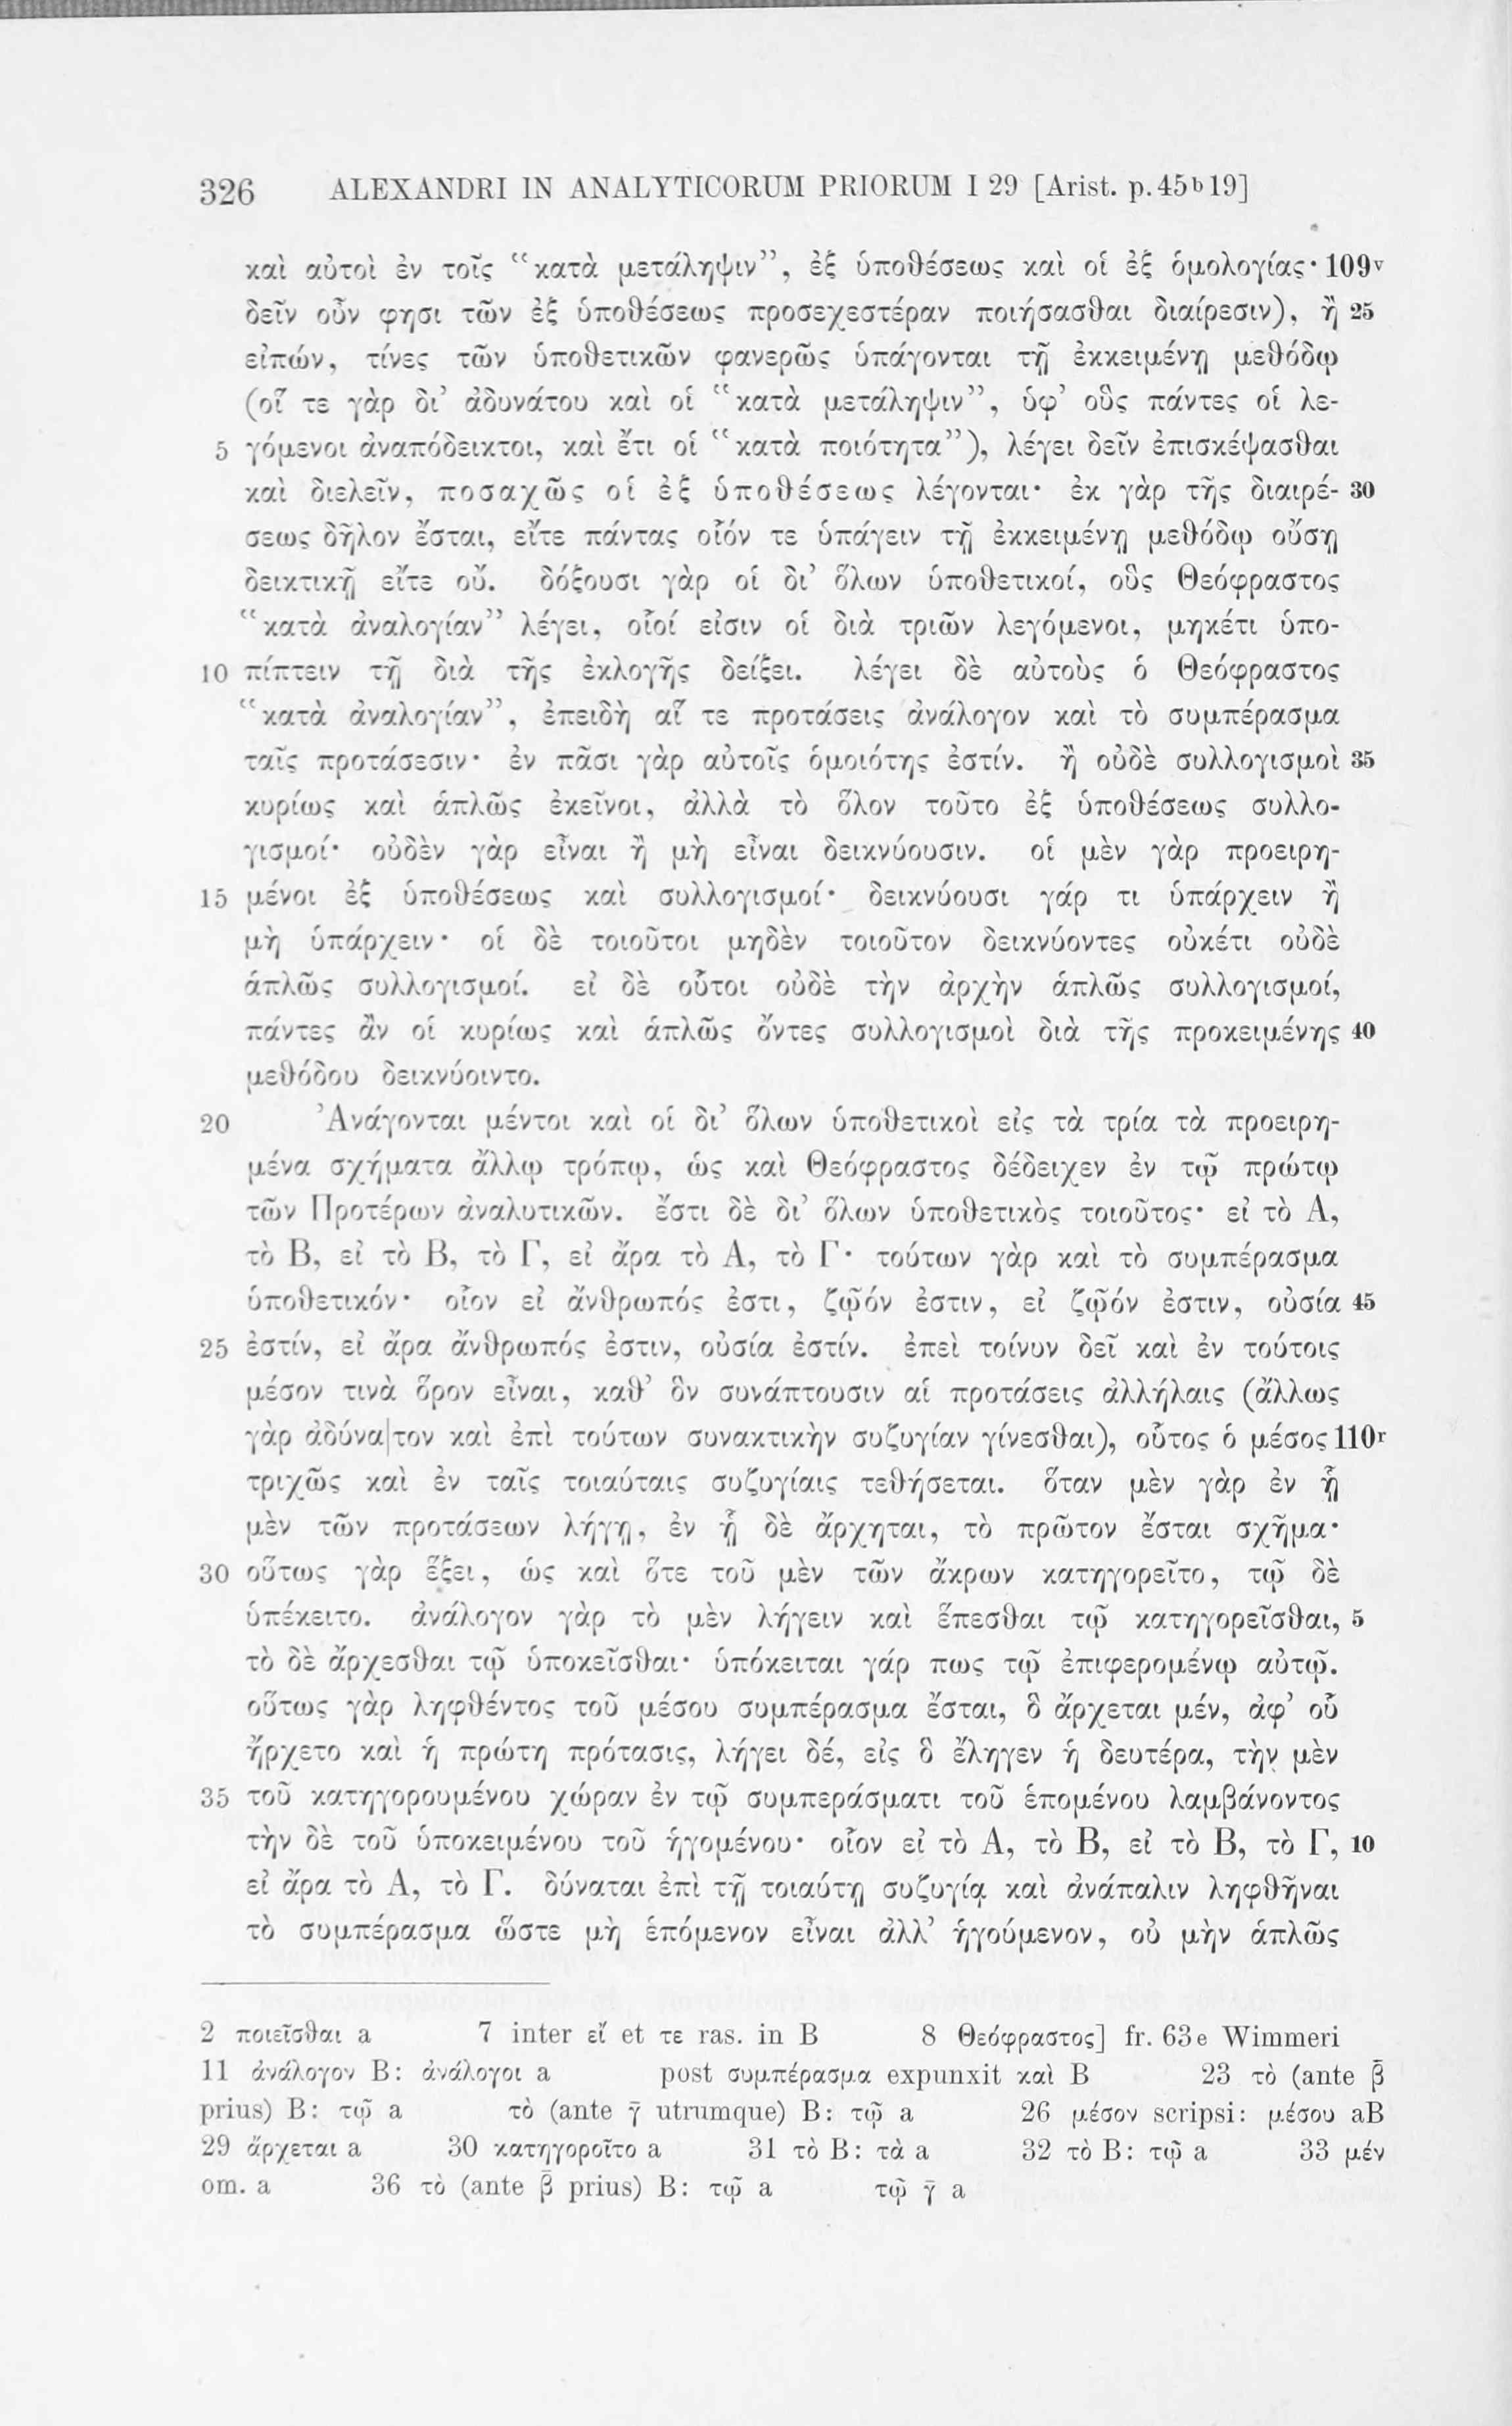 326 ALEXANDRI IN ANALYTICORUM PRIORUM I 29 [Arist. p. 45b19]
καὶ αὐτοὶ ἐν τοῖς “κατὰ μετάληψιν”, ἐξ ὑποθέσεως καὶ οἱ ἐξ ὁμολογίας· 109v
δεῖν οὖν φησι τῶν ἐξ ὑποθέσεως προσεχεστέραν ποιήσασθαι διαίρεσιν), ἢ 25
εἰπών, τίνες τῶν ὑποθετικῶν φανερῶς ὑπάγονται τῇ ἐκκειμένῃ μεθόδῳ
(οἵ τε γὰρ δι’ ἀδυνάτου καὶ οἱ “κατὰ μετάληψιν”, ὑφ’ οὓς πάντες οἱ λε-
5 γόμενοι ἀναπόδεικτοι, καὶ ἔτι οἱ “κατὰ ποιότητα”), λέγει δεῖν ἐπισκέψασθαι
καὶ διελεῖν, ποσαχῶς οἱ ἐξ ὑποθέσεως λέγονται· ἐκ γὰρ τῆς διαιρέ- 30
σεως δῆλον ἔσται, εἴτε πάντας οἷόν τε ὑπάγειν τῇ ἐκκειμένῃ μεθόδῳ οὔσῃ
δεικτικῇ εἴτε οὔ. δόξουσι γὰρ οἱ δι’ ὅλων ὑποθετικοί, οὓς Θεόφραστος
“κατὰ ἀναλογίαν” λέγει, οἷοί εἰσιν οἱ διὰ τριῶν λεγόμενοι, μηκέτι ὑπο-
10 πίπτειν τῇ διὰ τῆς ἐκλογῆς δείξει. λέγει δὲ αὐτοὺς ὁ Θεόφραστος
“κατὰ ἀναλογίαν”, ἐπειδὴ αἵ τε προτάσεις ἀνάλογον καὶ τὸ συμπέρασμα
ταῖς προτάσεσιν· ἐν πᾶσι γὰρ αὐτοῖς ὁμοιότης ἐστίν. ἢ οὐδὲ συλλογισμοὶ 35
κυρίως καὶ ἁπλῶς ἐκεῖνοι, ἀλλὰ τὸ ὅλον τοῦτο ἐξ ὑποθέσεως συλλο-
γισμοί· οὐδὲν γὰρ εἶναι ἢ μὴ εἶναι δεικνύουσιν. οἱ μὲν γὰρ προειρη-
15 μένοι ἐξ ὑποθέσεως καὶ συλλογισμοί· δεικνύουσι γάρ τι ὑπάρχειν ἢ
μὴ ὑπάρχειν· οἱ δὲ τοιοῦτοι μηδὲν τοιοῦτον δεικνύοντες οὐκέτι οὐδὲ
ἁπλῶς συλλογισμοί. εἰ δὲ οὗτοι οὐδὲ τὴν ἀρχὴν ἁπλῶς συλλογισμοί,
πάντες ἂν οἱ κυρίως καὶ ἁπλῶς ὄντες συλλογισμοὶ διὰ τῆς προκειμένης 40
μεθόδου δεικνύοιντο.
20 Ἀνάγονται μέντοι καὶ οἱ δι’ ὅλων ὑποθετικοὶ εἰς τὰ τρία τὰ προειρη-
μένα σχήματα ἄλλῳ τρόπῳ, ὡς καὶ Θεόφραστος δέδειχεν ἐν τῷ πρώτῳ
τῶν Προτέρων ἀναλυτικῶν. ἔστι δὲ δι’ ὅλων ὑποθετικὸς τοιοῦτος· εἰ τὸ Α,
τὸ Β, εἰ τὸ Β, τὸ Γ, εἰ ἄρα τὸ Α, τὸ Γ· τούτων γὰρ καὶ τὸ συμπέρασμα
ὑποθετικόν· οἷον εἰ ἄνθρωπός ἐστι, ζῷόν ἐστιν, εἰ ζῷόν ἐστιν, οὐσία 45
25 ἐστίν, εἰ ἄρα ἄνθρωπός ἐστιν, οὐσία ἐστίν. ἐπεὶ τοίνυν δεῖ καὶ ἐν τούτοις
μέσον τινὰ ὅρον εἶναι, καθ’ ὃν συνάπτουσιν αἱ προτάσεις ἀλλήλαις (ἄλλως
γὰρ ἀδύνα|τον καὶ ἐπὶ τούτων συνακτικὴν συζυγίαν γίνεσθαι), οὗτος ὁ μέσος 110r
τριχῶς καὶ ἐν ταῖς τοιαύταις συζυγίαις τεθήσεται. ὅταν μὲν γὰρ ἐν ᾗ
μὲν τῶν προτάσεων λήγῃ, ἐν ᾗ δὲ ἄρχηται, τὸ πρῶτον ἔσται σχῆμα·
30 οὕτως γὰρ ἕξει, ὡς καὶ ὅτε τοῦ μὲν τῶν ἄκρων κατηγορεῖτο, τῷ δὲ
ὑπέκειτο. ἀνάλογον γὰρ τὸ μὲν λήγειν καὶ ἕπεσθαι τῷ κατηγορεῖσθαι, 5
τὸ δὲ ἄρχεσθαι τῷ ὑποκεῖσθαι· ὑπόκειται γάρ πως τῷ ἐπιφερομένῳ αὐτῷ.
οὕτως γὰρ ληφθέντος τοῦ μέσου συμπέρασμα ἔσται, ὃ ἄρχεται μέν, ἀφ’ οὗ
ἤρχετο καὶ ἡ πρώτη πρότασις, λήγει δέ, εἰς ὃ ἔληγεν ἡ δευτέρα, τὴν μὲν
35 τοῦ κατηγορουμένου χώραν ἐν τῷ συμπεράσματι τοῦ ἑπομένου λαμβάνοντος
τὴν δὲ τοῦ ὑποκειμένου τοῦ ἡγομένου· οἷον εἰ τὸ Α, τὸ Β, εἰ τὸ Β, τὸ Γ, 10
εἰ ἄρα τὸ Α, τὸ Γ. δύναται ἐπὶ τῇ τοιαύτῃ συζυγίᾳ καὶ ἀνάπαλιν ληφθῆναι
τὸ συμπέρασμα ὥστε μὴ ἑπόμενον εἶναι ἀλλ’ ἡγούμενον, οὐ μὴν ἁπλῶς
2 ποιεῖσθαι a 7 inter εἴ et τε ras. in B 8 Θεόφραστος] fr. 63e Wimmeri
11 ἀνάλογον B: ἀνάλογοι a post συμπέρασμα expunxit καὶ B 23 τὸ (ante β̄
prius) B: τῷ a τὸ (ante γ̄ utrumque) B: τῷ a 26 μέσον scripsi: μέσου aB
29 ἄρχεται a 30 κατηγοροῖτο a 31 τὸ B: τὰ a 32 τὸ B: τῷ a 33 μέν
om. a 36 τὸ (ante β̄ prius) B: τῷ a τῷ γ̄ a